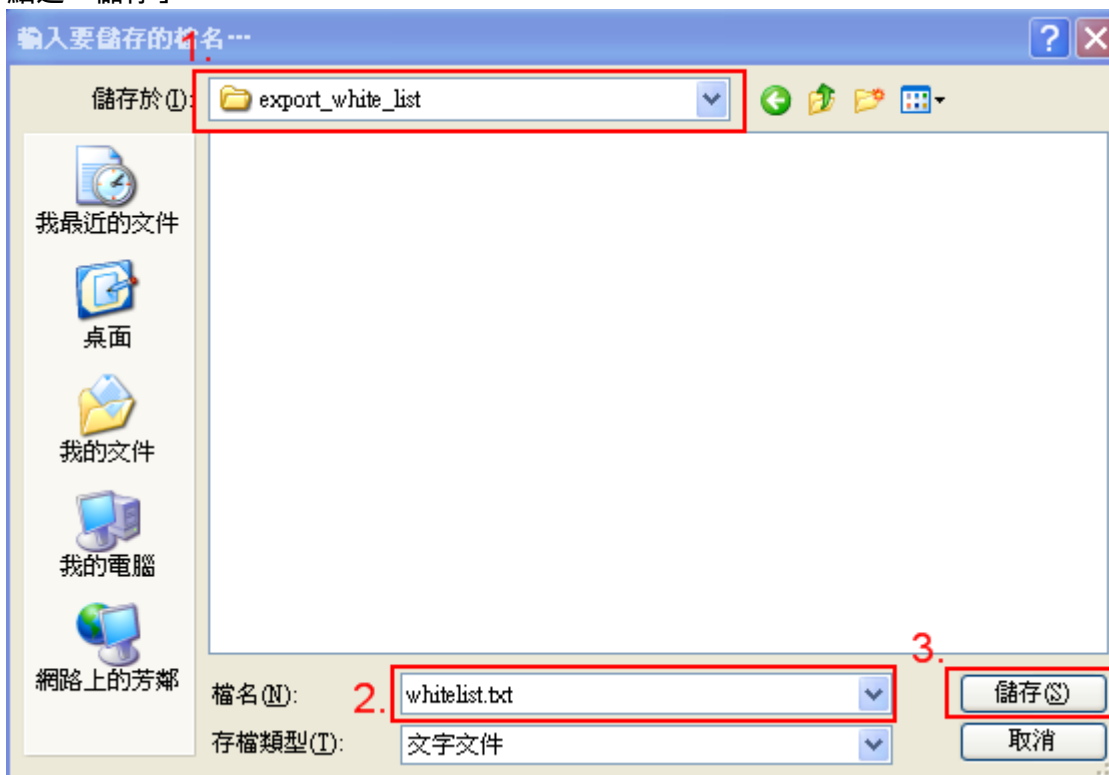 輸入要儲存的檔名…
1.
儲存於(I):
export_white_list
我最近的文件
桌面
我的文件
我的電腦
網路上的芳鄰
檔名(N):
2.
whitelist.txt
3.
儲存(S)
存檔類型(T):
文字文件
取消